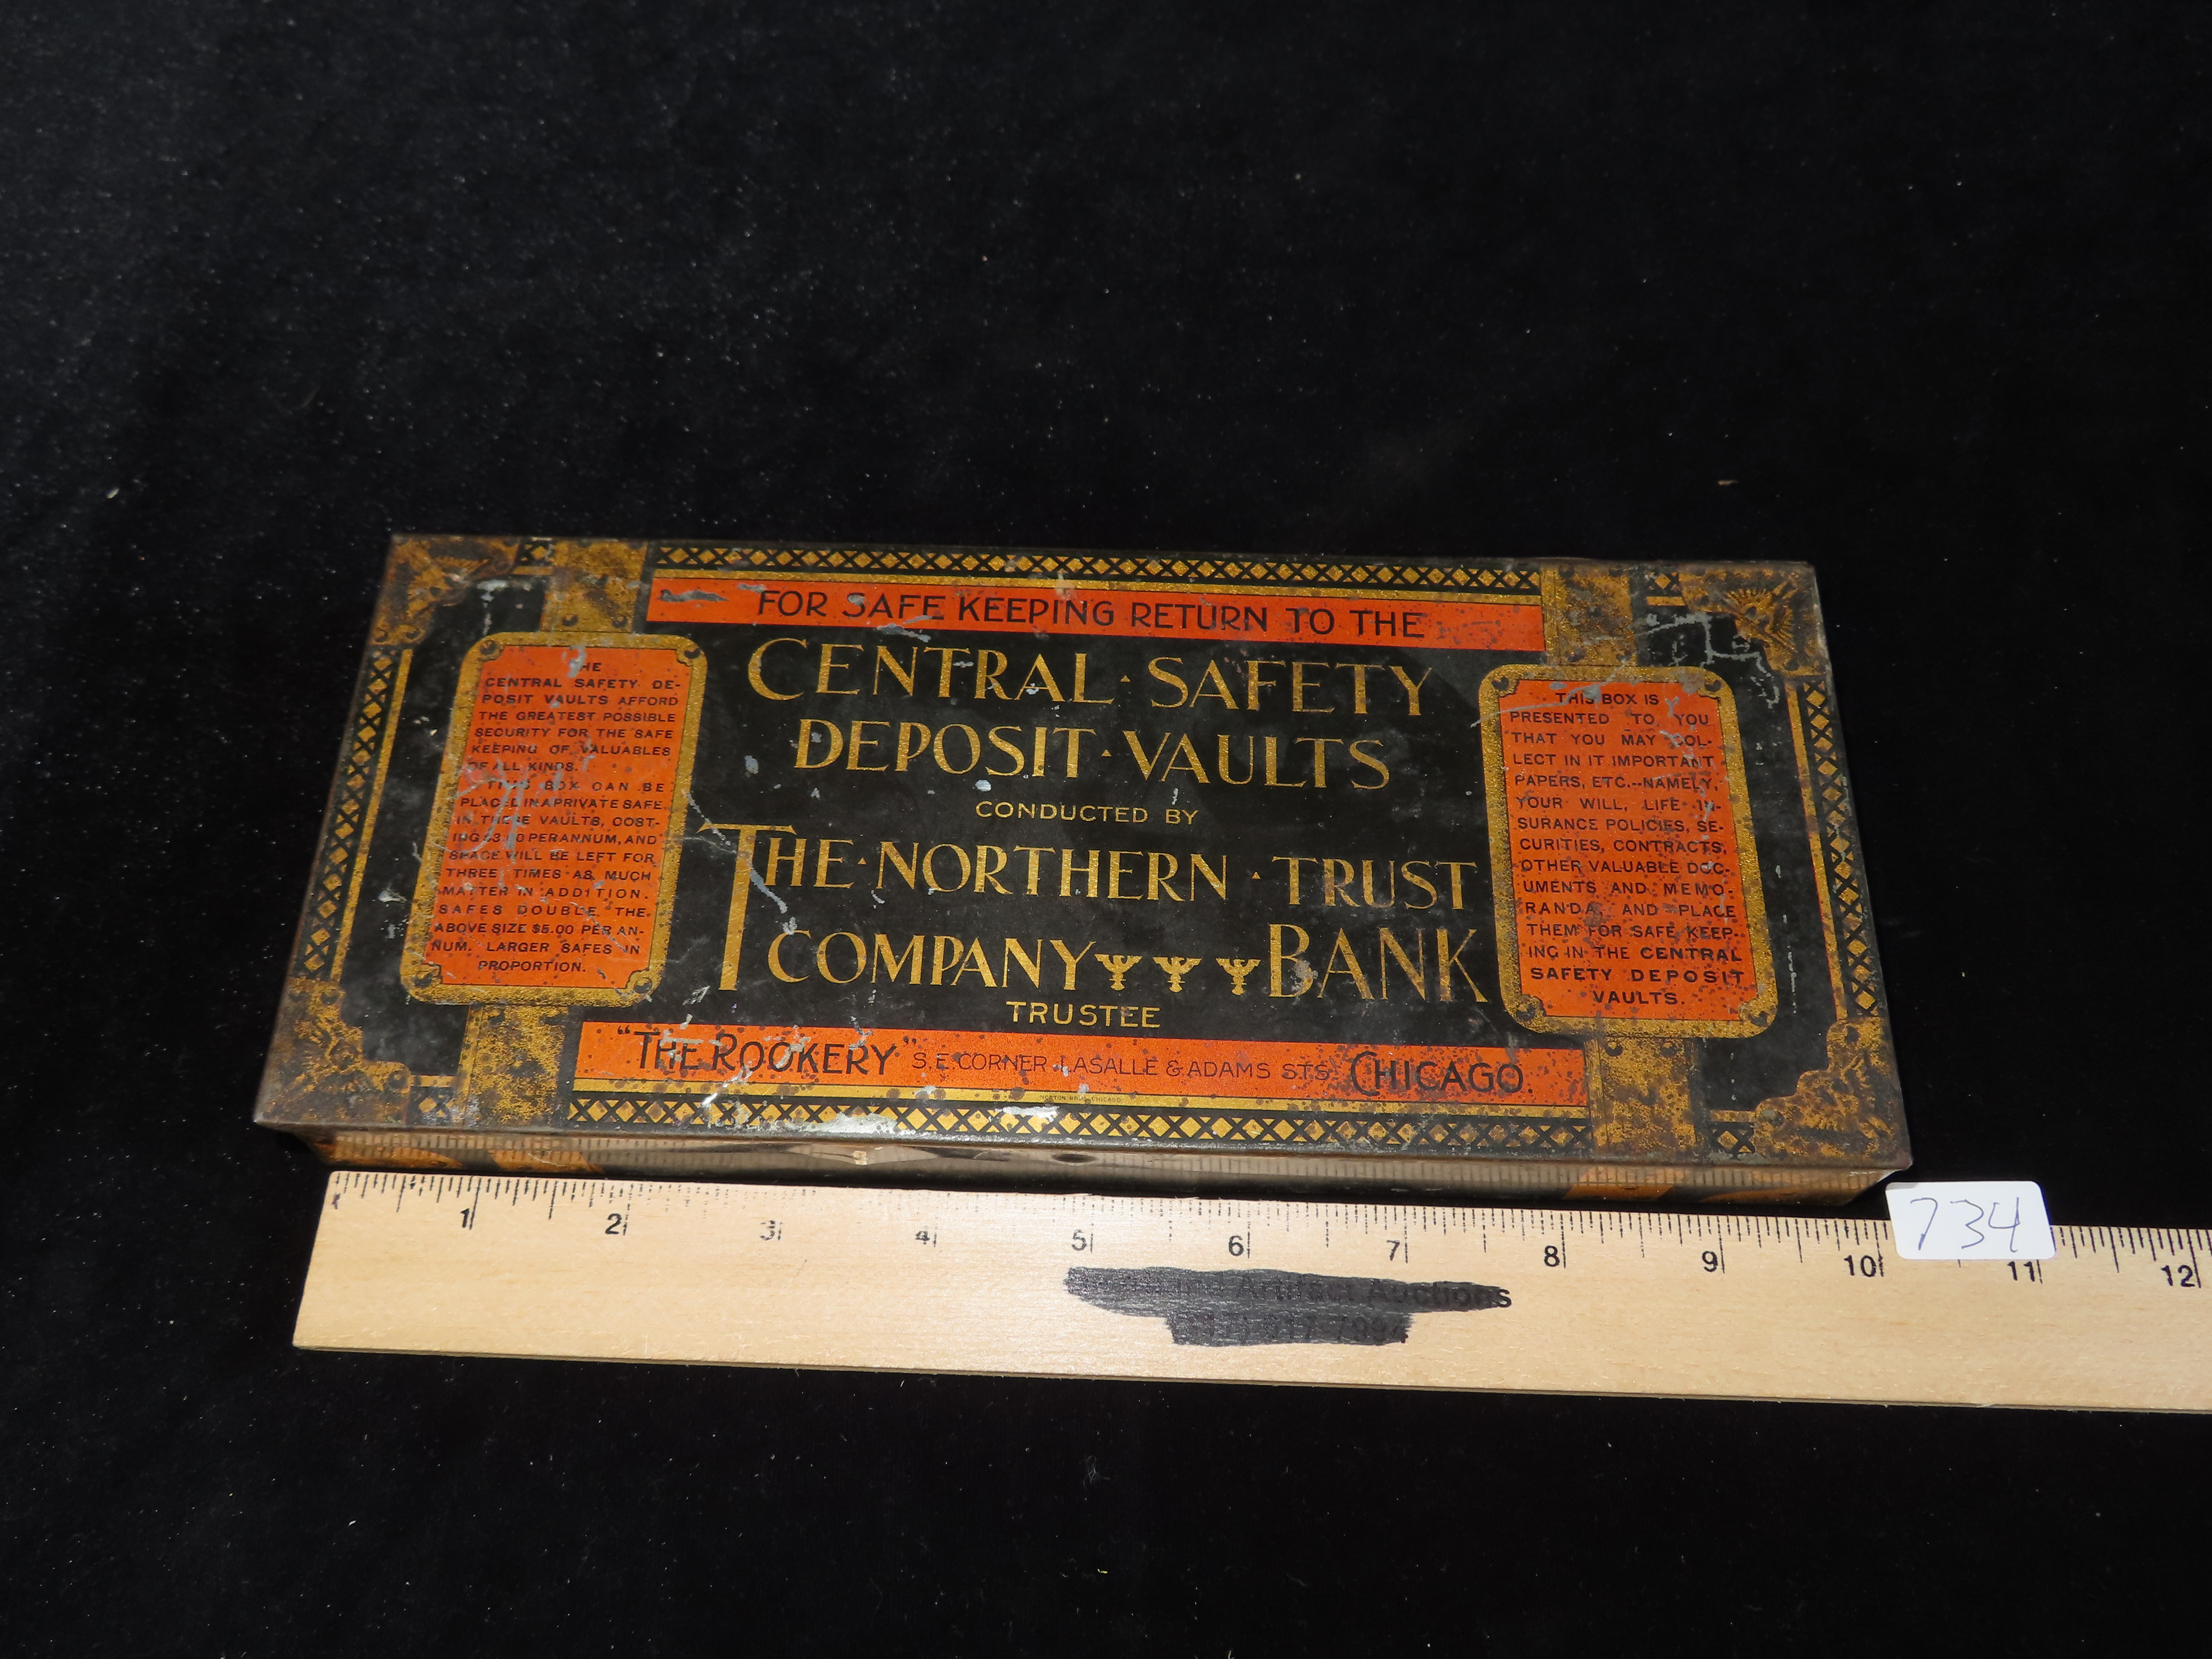 FOR SAFE KEEPING RETURN TO THE
CENTRAL · SAFETY
DEPOSIT · VAULTS
CONDUCTED BY
THE · NORTHERN · TRUST
COMPANY BANK
TRUSTEE
"THE ROOKERY" S.E. CORNER LASALLE & ADAMS STS. CHICAGO.
THE
CENTRAL SAFETY DE-
POSIT VAULTS AFFORD
THE GREATEST POSSIBLE
SECURITY FOR THE SAFE
KEEPING OF VALUABLES
OF ALL KINDS.
THIS BOX CAN BE
PLACED IN A PRIVATE SAFE
IN THESE VAULTS, COST-
ING PER ANNUM, AND
SPACE WILL BE LEFT FOR
THREE TIMES AS MUCH
MATTER IN ADDITION.
SAFES DOUBLE THE
ABOVE SIZE $5.00 PER AN-
NUM. LARGER SAFES IN
PROPORTION.
THIS BOX IS
PRESENTED TO YOU
THAT YOU MAY COL-
LECT IN IT IMPORTANT
PAPERS, ETC.--NAMELY,
YOUR WILL, LIFE IN-
SURANCE POLICIES, SE-
CURITIES, CONTRACTS,
OTHER VALUABLE DOC-
UMENTS AND MEMO-
RANDA, AND PLACE
THEM FOR SAFE KEEP-
ING IN THE CENTRAL
SAFETY DEPOSIT
VAULTS.
1 2 3 4 5 6 7 8 9 10 11 12
734
Artifact Auctions